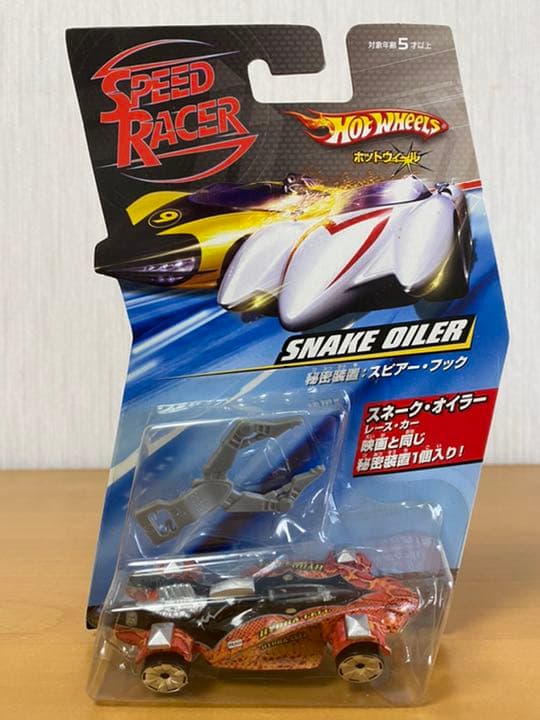 対象年齢5才以上
SPEED
RACER
HOT WHEELS
ホットウィール
9
SNAKE OILER
秘密装置:スピアー・フック
スネーク・オイラー
レース・カー
映画と同じ
秘密装置1個入り!
HYDRA-CELL